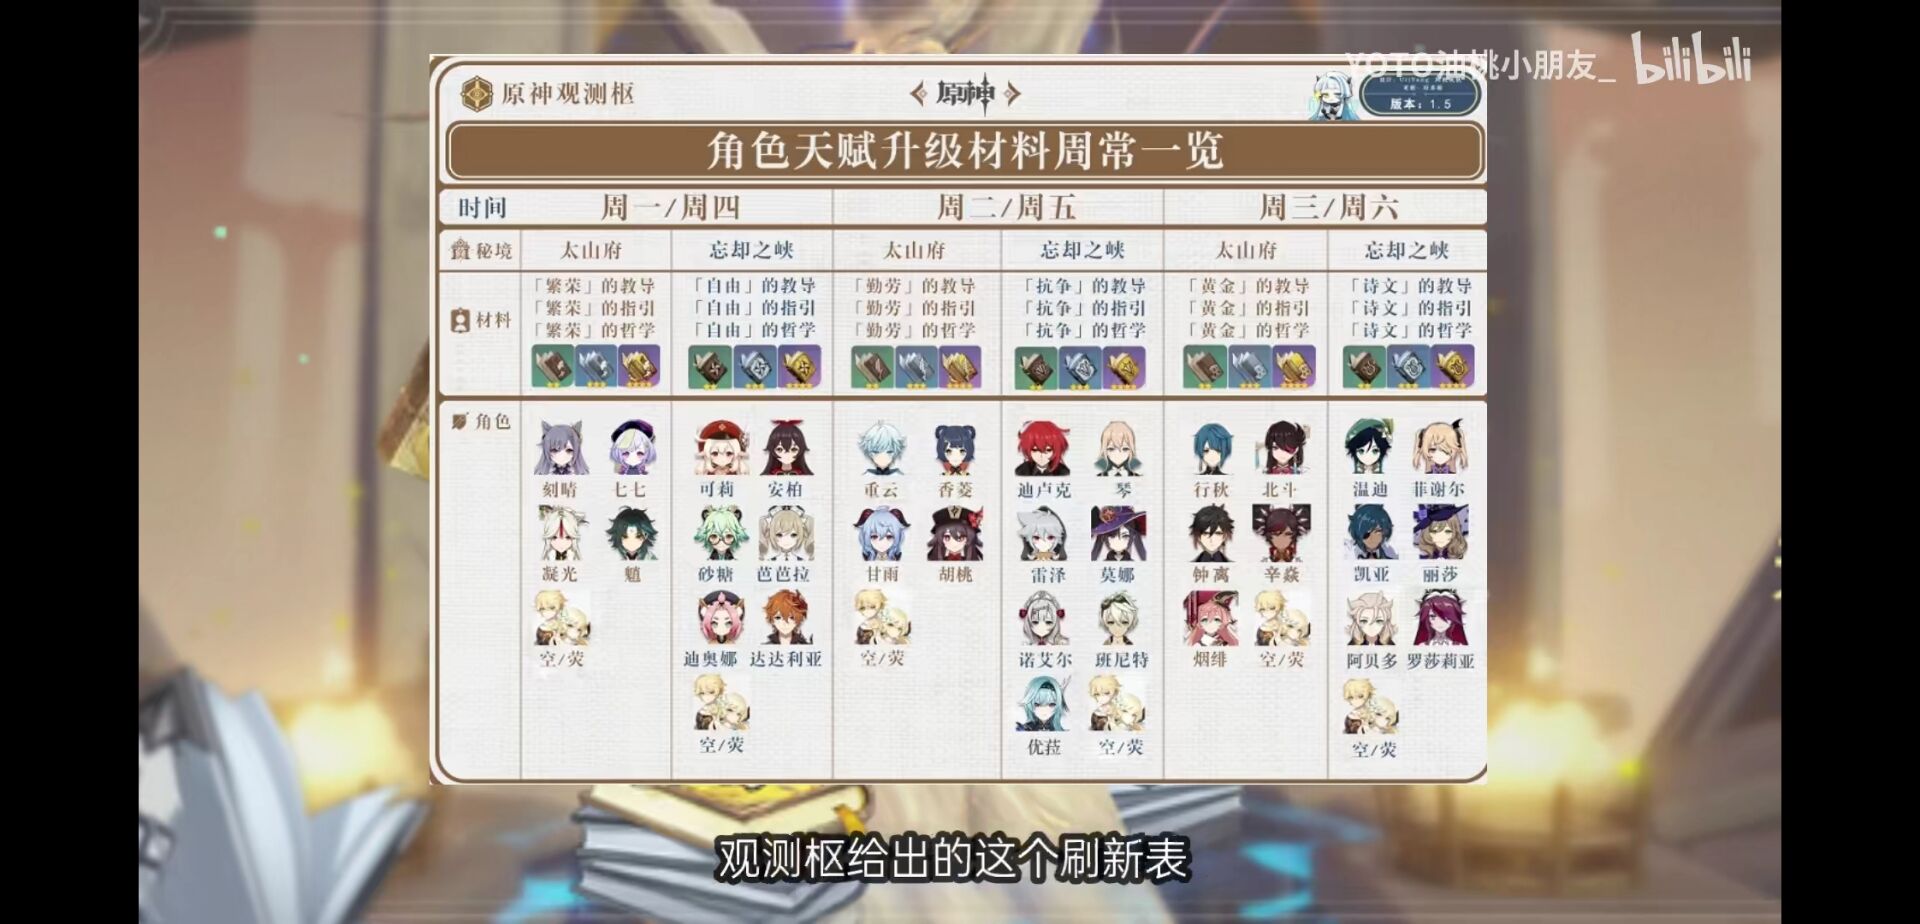 YOTO油桃小朋友_ bilibili
原神观测枢
原神
版本：1.5
角色天赋升级材料周常一览
时间 周一/周四 周二/周五 周三/周六
秘境 太山府 忘却之峡 太山府 忘却之峡 太山府 忘却之峡
材料
「繁荣」的教导 「自由」的教导 「勤劳」的教导 「抗争」的教导 「黄金」的教导 「诗文」的教导
「繁荣」的指引 「自由」的指引 「勤劳」的指引 「抗争」的指引 「黄金」的指引 「诗文」的指引
「繁荣」的哲学 「自由」的哲学 「勤劳」的哲学 「抗争」的哲学 「黄金」的哲学 「诗文」的哲学
角色
刻晴 七七 可莉 安柏 重云 香菱 迪卢克 琴 行秋 北斗 温迪 菲谢尔
凝光 魈 砂糖 芭芭拉 甘雨 胡桃 雷泽 莫娜 钟离 辛焱 凯亚 丽莎
空/荧 迪奥娜 达达利亚 空/荧 诺艾尔 班尼特 烟绯 空/荧 阿贝多 罗莎莉亚
空/荧 优菈 空/荧 空/荧
观测枢给出的这个刷新表